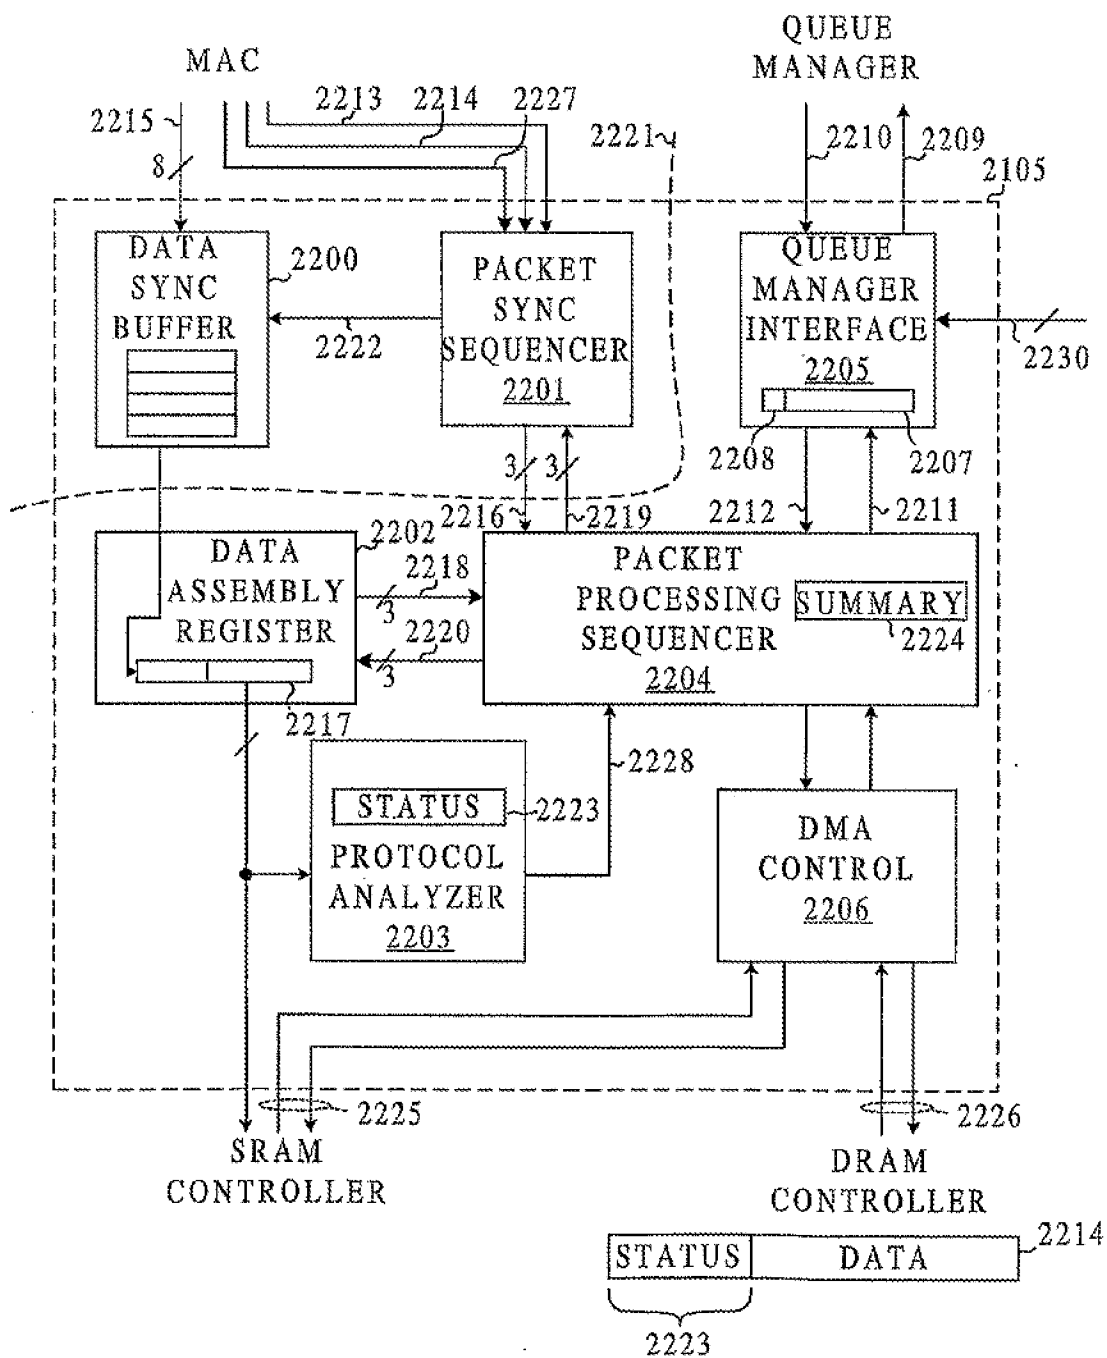 MAC
QUEUE
MANAGER
2213
2214
2227
2215
2221
2210
2209
8
2105
DATA
SYNC
BUFFER
2200
PACKET
SYNC
SEQUENCER
2201
2222
QUEUE
MANAGER
INTERFACE
2205
2230
2208
2207
3
3
2216
2219
2212
2211
2202
DATA
ASSEMBLY
REGISTER
2218
3
2220
3
2217
PACKET
PROCESSING
SEQUENCER
2204
SUMMARY
2224
STATUS
2223
PROTOCOL
ANALYZER
2203
2228
DMA
CONTROL
2206
2225
2226
SRAM
CONTROLLER
DRAM
CONTROLLER
STATUS
DATA
2214
2223